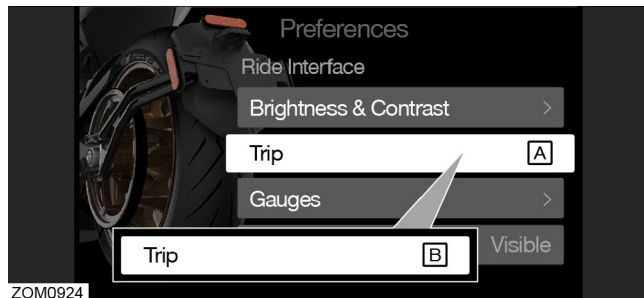 Preferences
Ride Interface
Brightness & Contrast >
Trip A
Gauges >
Visible
Trip B
ZOM0924